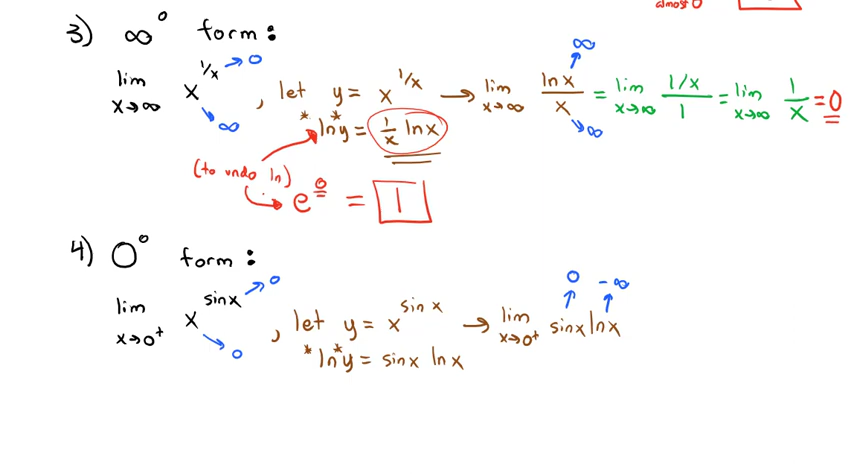 almost 0
3) ∞⁰ form:
lim x→∞ x^(1/x) → 0 ↘ ∞ , let y = x^(1/x) → lim x→∞ (ln x)/x ↗ ∞ ↘ ∞ = lim x→∞ (1/x)/1 = lim x→∞ 1/x = 0
*ln*y = 1/x ln x
(to undo ln)
e⁰ = 1
4) 0⁰ form:
lim x→0⁺ x^(sin x) → 0 ↘ 0 , let y = x^(sin x) → lim x→0⁺ sin x ln x ↑ 0 ↑ -∞
*ln*y = sin x ln x